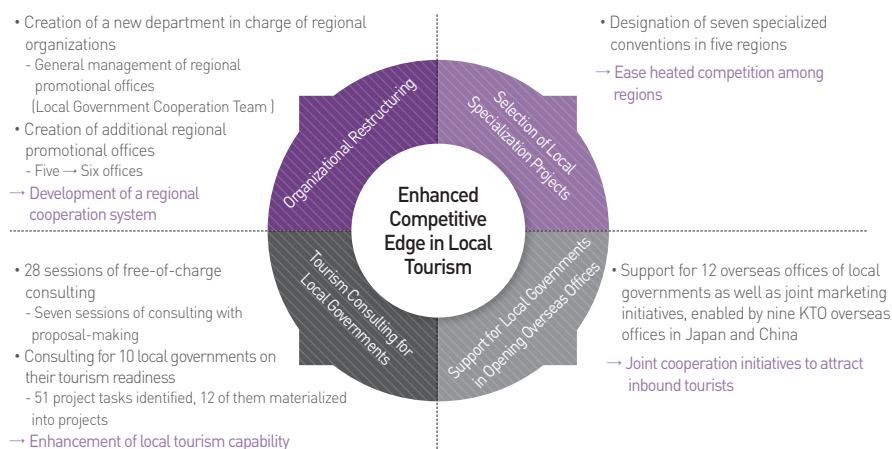 • Creation of a new department in charge of regional
organizations
- General management of regional
promotional offices
(Local Government Cooperation Team )
• Creation of additional regional
promotional offices
- Five → Six offices
→ Development of a regional
cooperation system
Organizational Restructuring
Selection of Local
Specialization Projects
• Designation of seven specialized
conventions in five regions
→ Ease heated competition among
regions
Enhanced
Competitive
Edge in Local
Tourism
• 28 sessions of free-of-charge
consulting
- Seven sessions of consulting with
proposal-making
• Consulting for 10 local governments on
their tourism readiness
- 51 project tasks identified, 12 of them materialized
into projects
→ Enhancement of local tourism capability
Tourism Consulting for
Local Governments
Support for Local Governments
in Opening Overseas Offices
• Support for 12 overseas offices of local
governments as well as joint marketing
initiatives, enabled by nine KTO overseas
offices in Japan and China
→ Joint cooperation initiatives to attract
inbound tourists